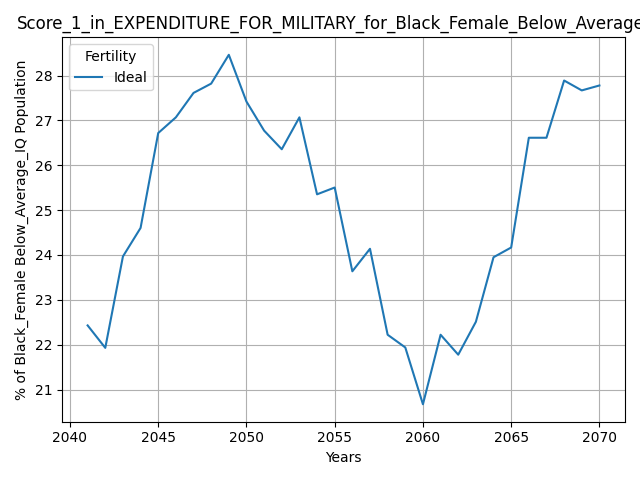 Score_1_in_EXPENDITURE_FOR_MILITARY_for_Black_Female_Below_Average
% of Black_Female Below_Average_IQ Population
Fertility
Ideal
28
27
26
25
24
23
22
21
2040 2045 2050 2055 2060 2065 2070
Years